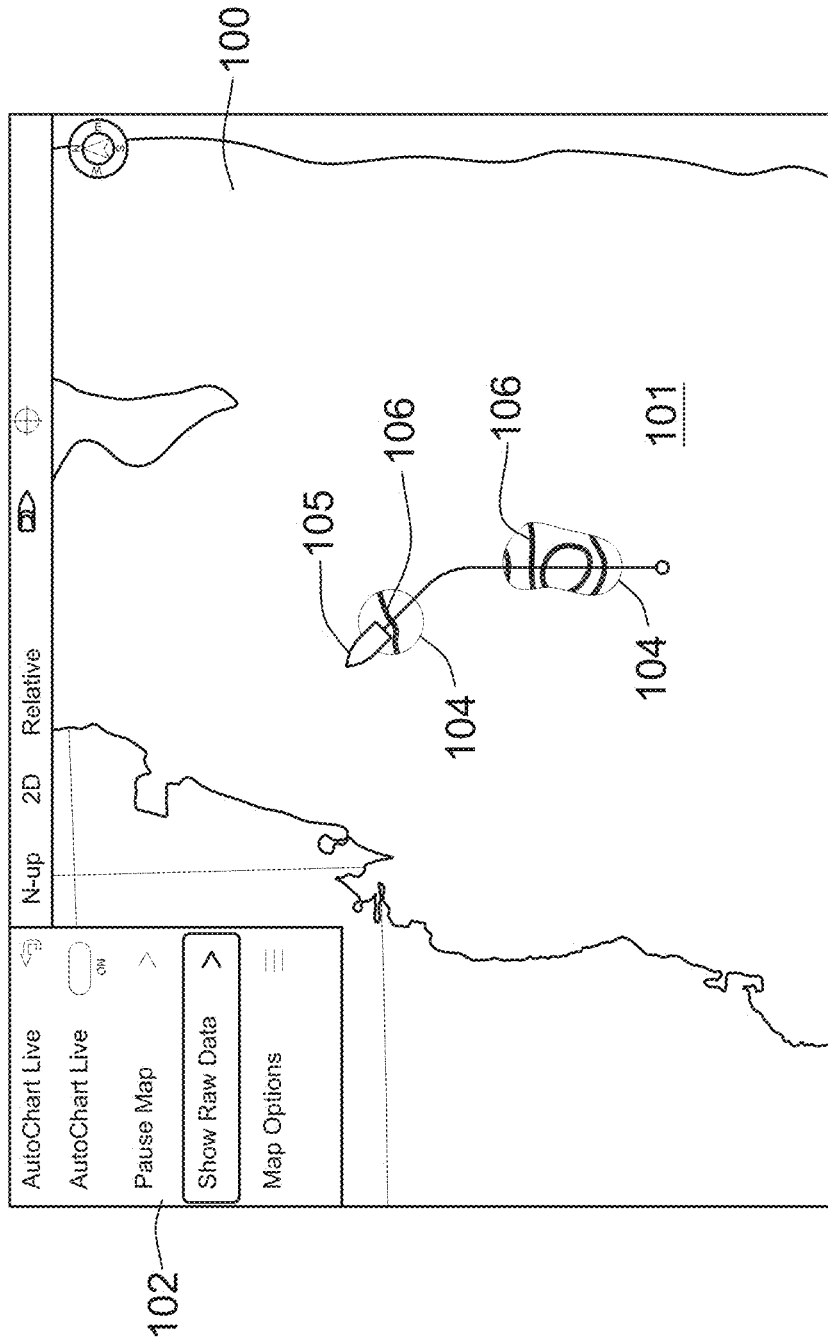 AutoChart Live
N-up 2D Relative
AutoChart Live
ON
Pause Map
Show Raw Data
Map Options
N
E
S
W
100
102
105
106
106
104
104
101